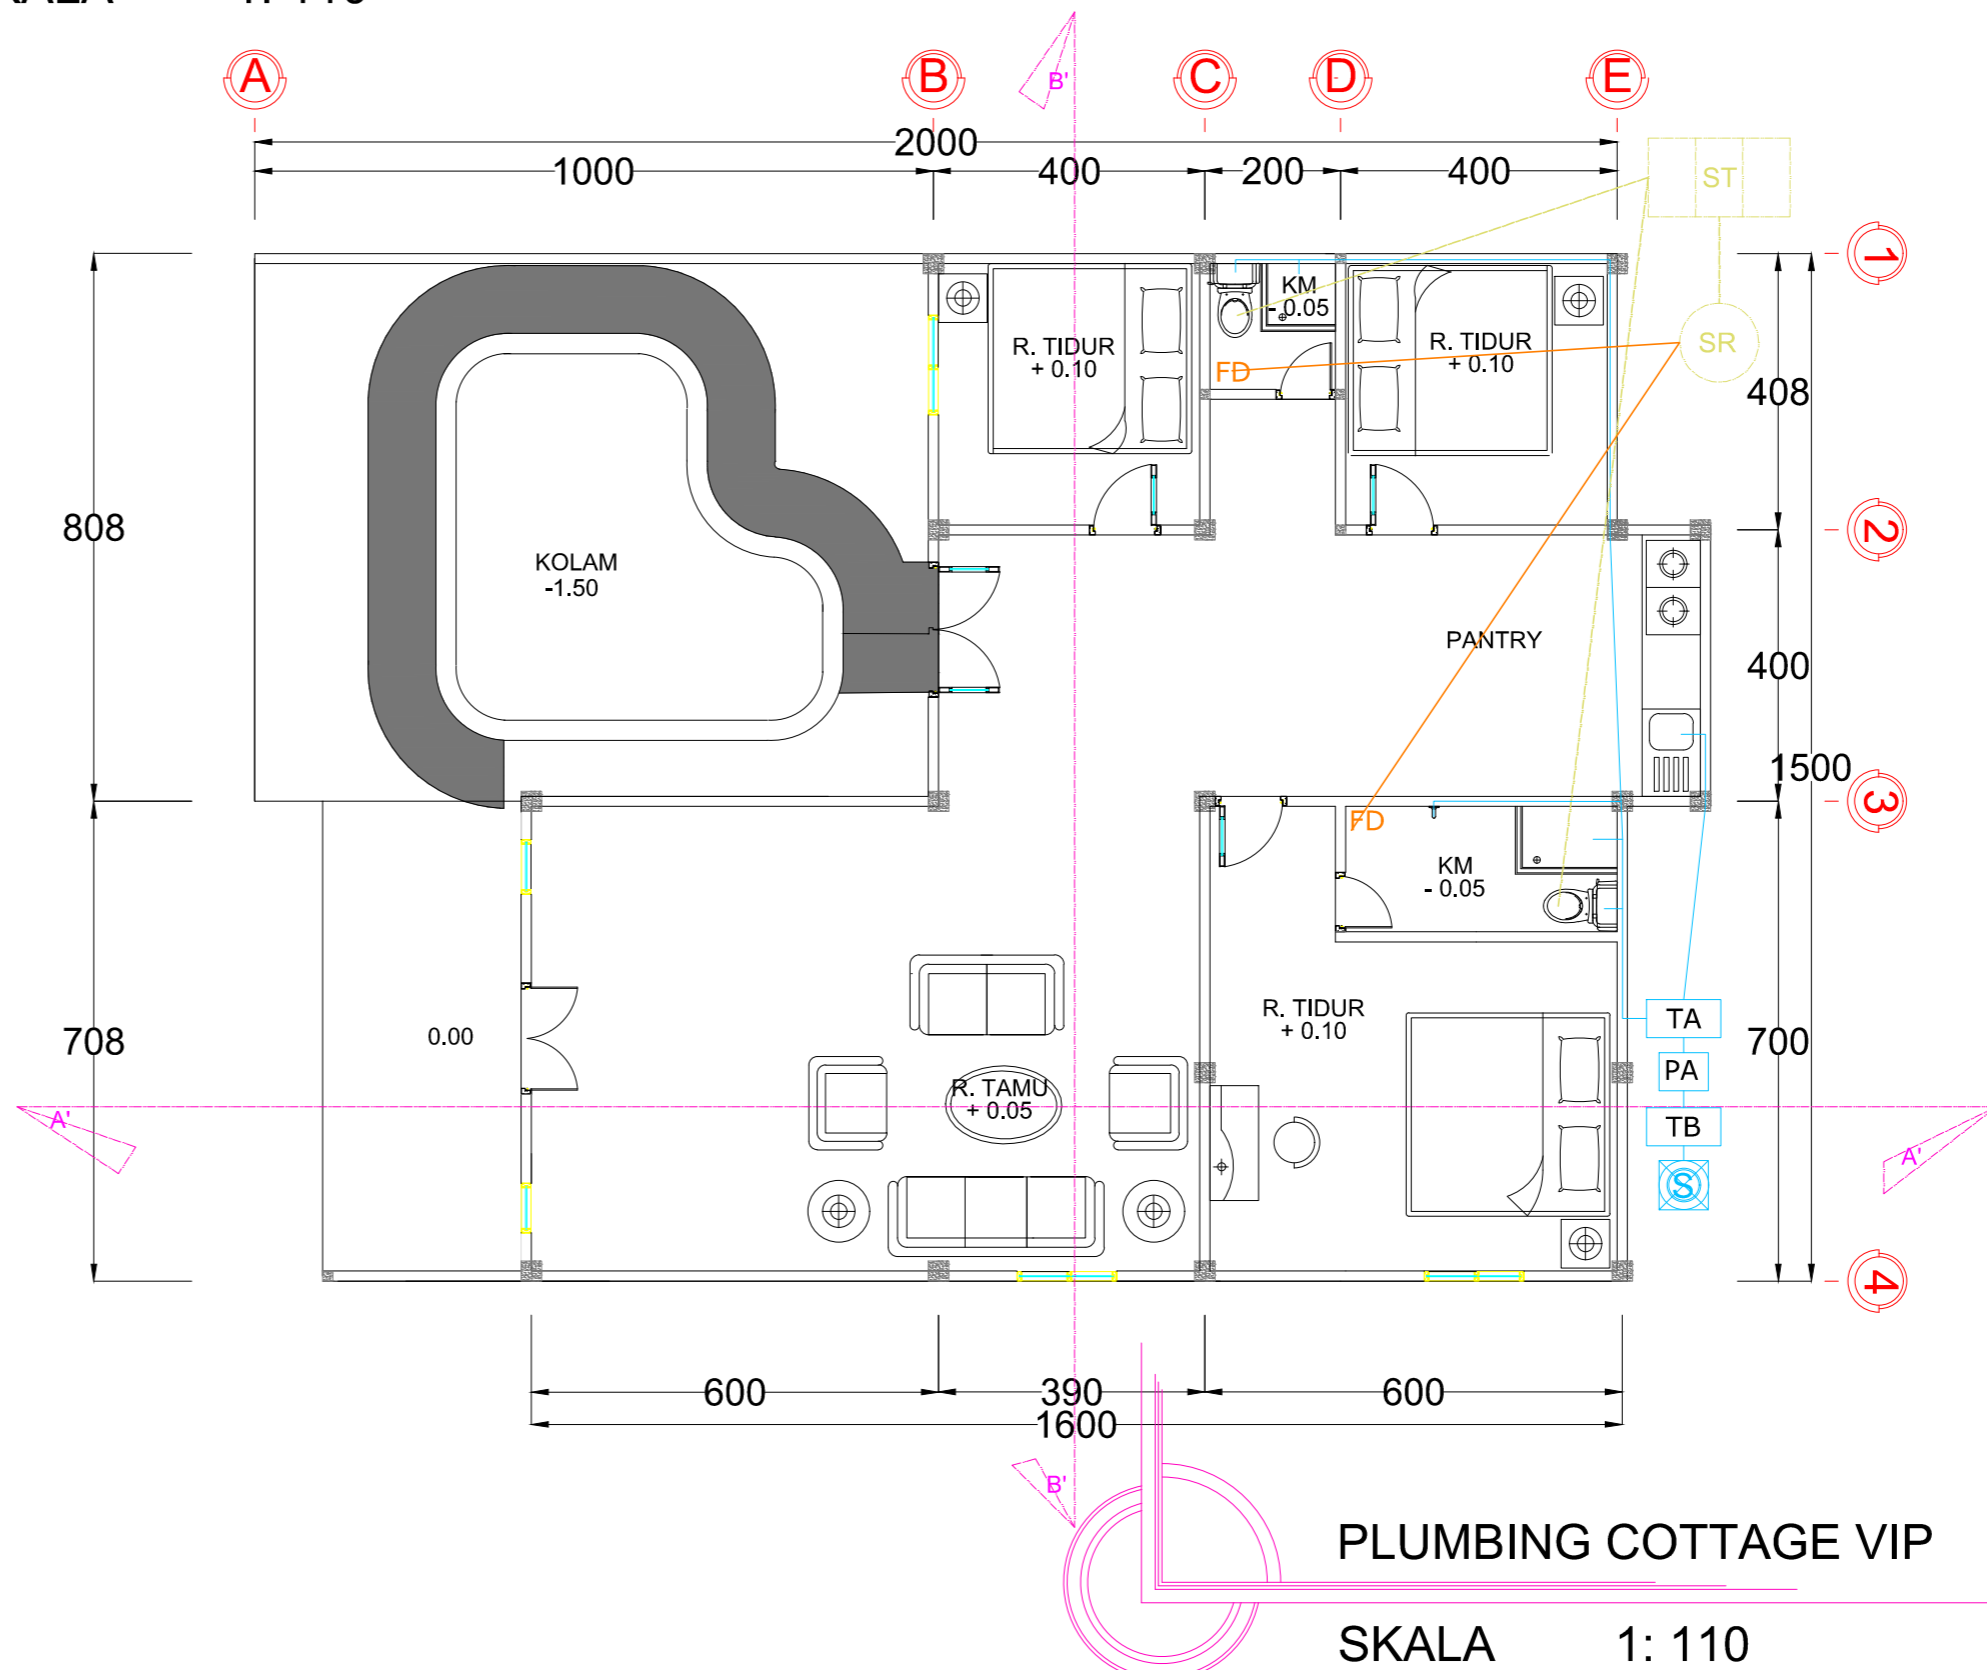 A
B
C
D
E
B'
2000
1000
400
200
400
ST
1
KM
- 0.05
R. TIDUR
+ 0.10
R. TIDUR
+ 0.10
SR
FD
408
808
2
KOLAM
-1.50
PANTRY
400
1500
3
FD
KM
- 0.05
R. TIDUR
+ 0.10
0.00
708
TA
700
PA
R. TAMU
+ 0.05
A'
TB
A'
S
4
600
390
600
1600
B'
PLUMBING COTTAGE VIP
SKALA 1: 110